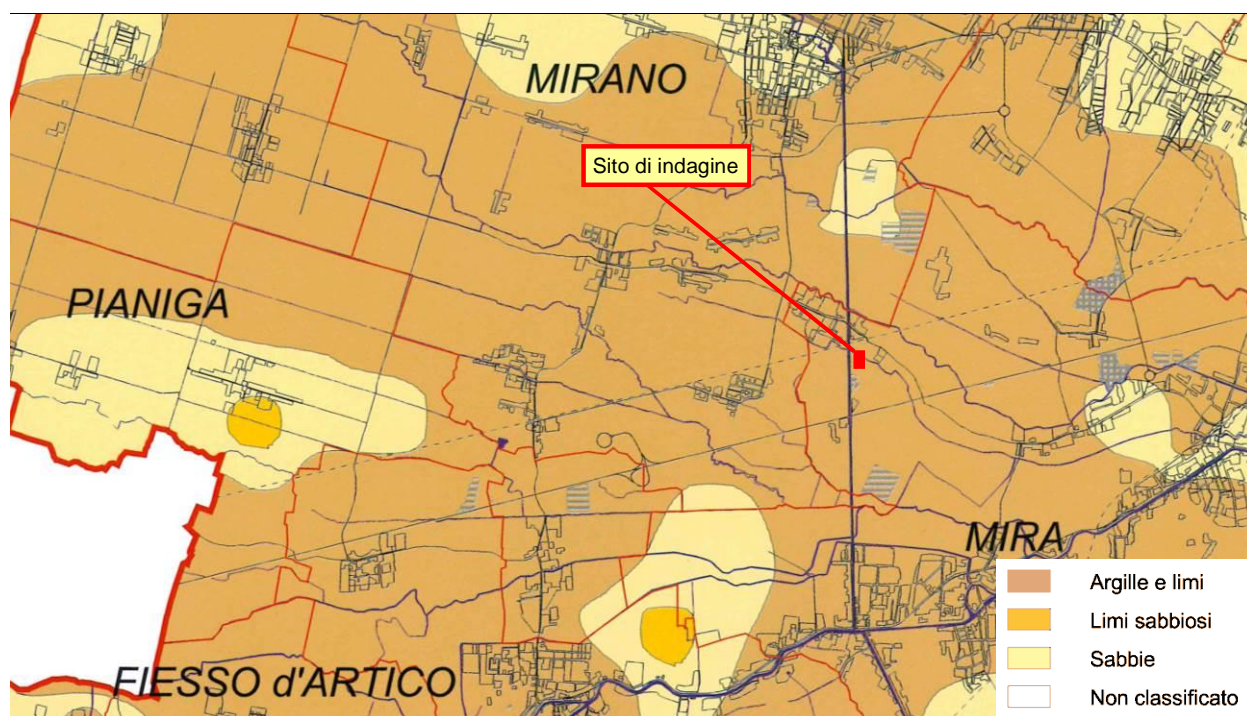 MIRANO
Sito di indagine
PIANIGA
MIRA
FIESSO d'ARTICO
Argille e limi
Limi sabbiosi
Sabbie
Non classificato